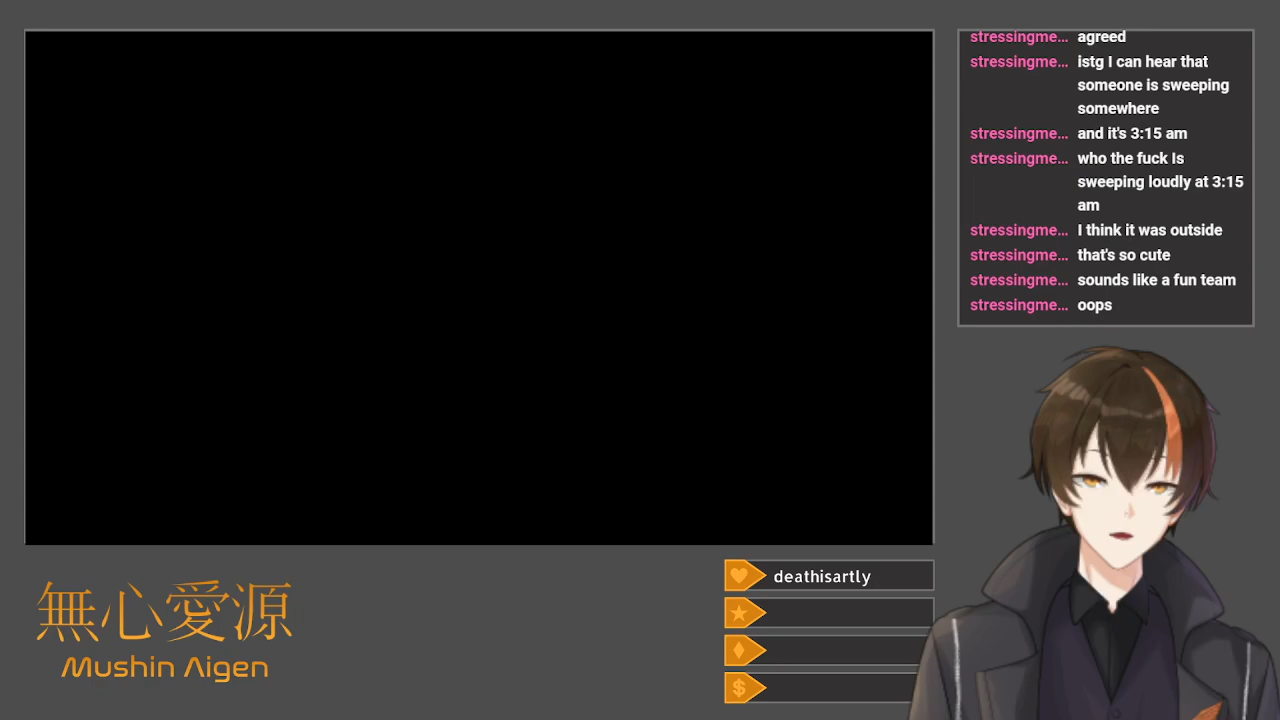 stressingme... agreed
stressingme... istg I can hear that
someone is sweeping
somewhere
stressingme... and it's 3:15 am
stressingme... who the fuck Is
sweeping loudly at 3:15
am
stressingme... I think it was outside
stressingme... that's so cute
stressingme... sounds like a fun team
stressingme... oops
deathisartly
無心愛源
Mushin Aigen
$